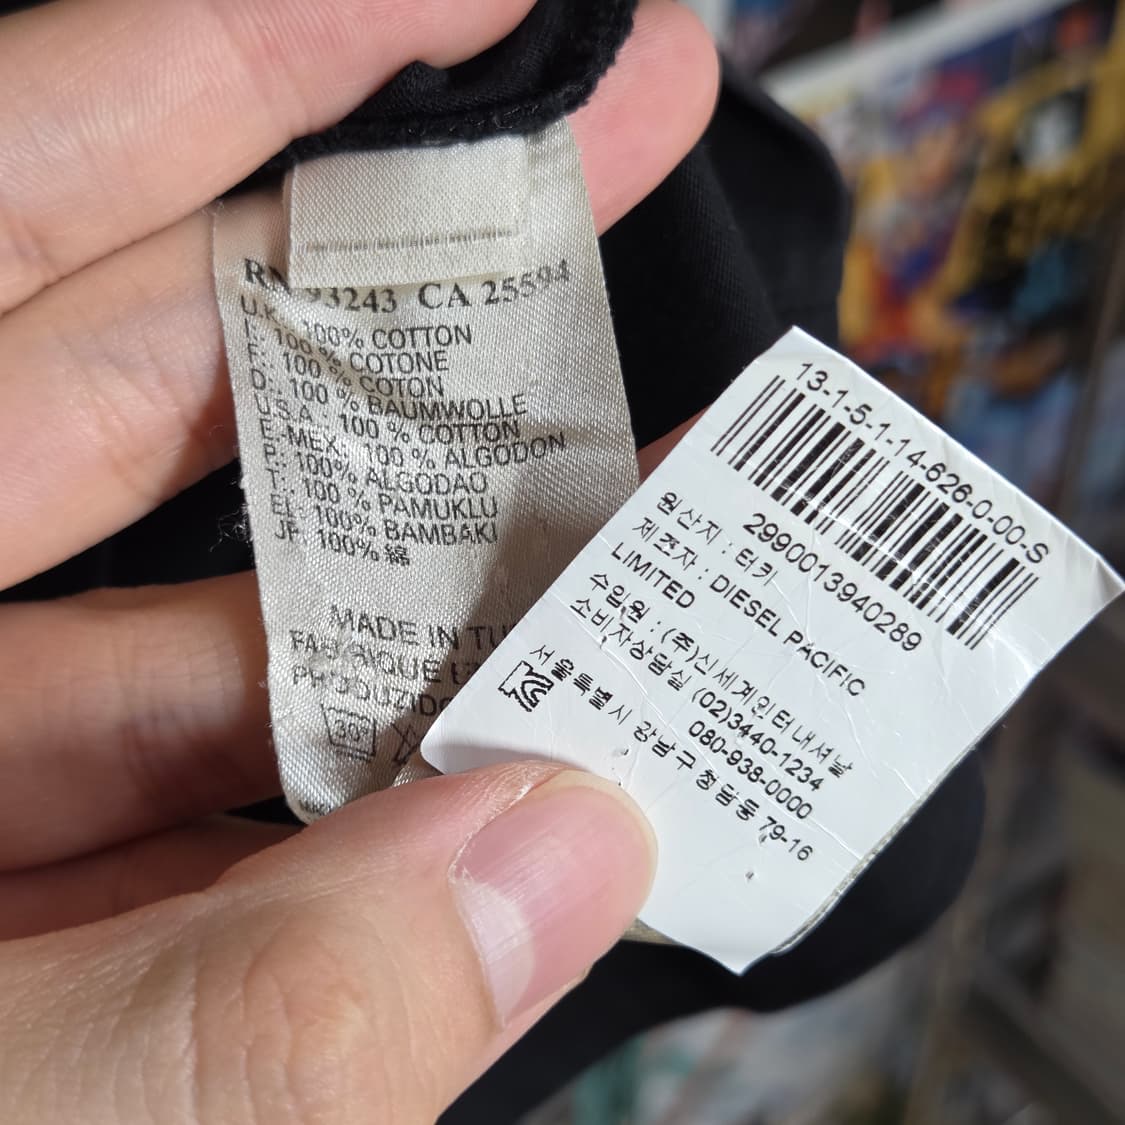 RN 93243 CA 25594
U.K.: 100% COTTON
I.: 100 % COTONE
F.: 100 % COTON
D.: 100 % BAUMWOLLE
U.S.A.: 100 % COTTON
E.-MEX.: 100 % ALGODON
P.: 100% ALGODAO
T.: 100 % PAMUKLU
E.: 100% BAMBAKI
JP: 100% 綿
MADE IN
30
13-1-5-1-14-626-0-00-S
2990013940289
원산지 : 터키
제조자 : DIESEL PACIFIC
LIMITED
수입원 : (주)신세계인터내셔날
소비자상담실 (02)3440-1234
080-938-0000
서울특별시 강남구 청담동 79-16